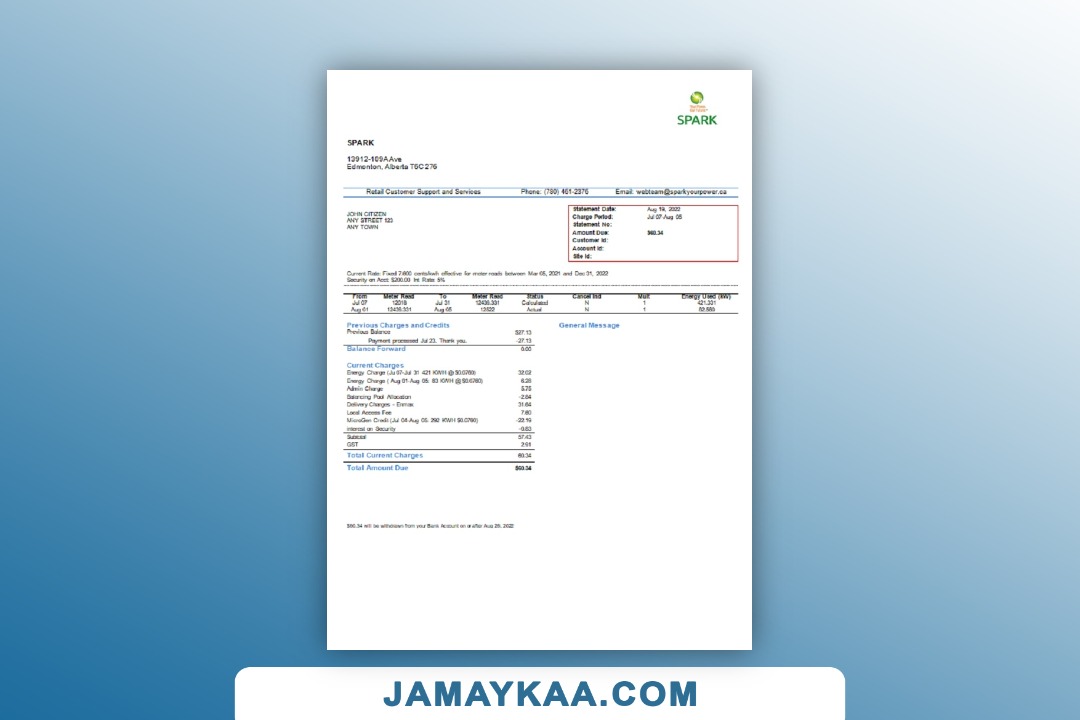 SPARK
SPARK
13912-109A Ave
Edmonton, Alberta T5C 276
Retail Customer Support and Services Phone: (780) 461-2376 Email: webteam@sparkyourpower.ca
JOHN CITIZEN
ANY STREET 123
ANY TOWN
Statement Date: Aug 19, 2022
Charge Period: Jul 07-Aug 05
Statement No:
Amount Due: $60.34
Customer Id:
Account Id:
Site Id:
Current Rate: Fixed 7.600 cents/kwh effective for meter reads between Mar 05, 2021 and Dec 31, 2022
Security on Acct: $200.00 Int. Rate: 5%
From Meter Read To Meter Read Status Cancel Ind Mult Energy Used (kW)
Jul 07 12018 Jul 31 12439.331 Calculated N 1 421.331
Aug 01 12439.331 Aug 05 12522 Actual N 1
Previous Charges and Credits
Previous Balance $27.13
Payment processed Jul 23. Thank you. -27.13
Balance Forward 0.00
General Message
Current Charges
Energy Charge (Ju 07-Jul 31 421 KWH @ $0.0760) 32.02
Energy Charge ( Aug 01-Aug 05: 83 KWH @ $0.0760) 6.28
Admin Charge 5.75
Balancing Pool Allocation -2.64
Delivery Charges - Enmax 31.64
Local Access Fee 7.60
MicroGen Credit (Jul 04-Aug 05: 292 KWH $0.0760) -22.19
Interest on Security -0.83
Subtotal 57.43
GST 2.91
Total Current Charges 60.34
Total Amount Due $60.34
$60.34 will be withdrawn from your Bank Account on or after Aug 29, 2022
JAMAYKAA.COM